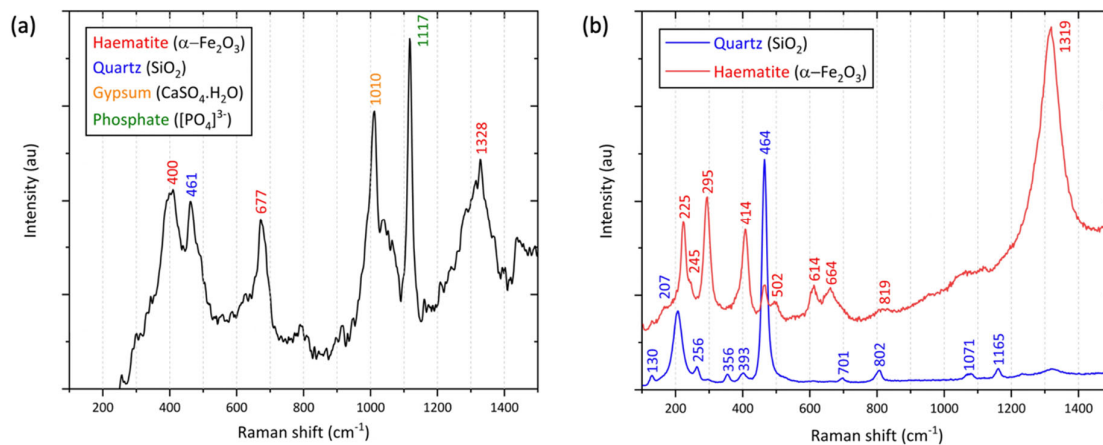 (a)
Haematite (α−Fe₂O₃)
Quartz (SiO₂)
Gypsum (CaSO₄.H₂O)
Phosphate ([PO₄]³⁻)
400
461
677
1010
1117
1328
Intensity (au)
200 400 600 800 1000 1200 1400
Raman shift (cm⁻¹)
(b)
Quartz (SiO₂)
Haematite (α−Fe₂O₃)
1319
464
225
245
295
414
502
614
664
819
207
130
256
356
393
701
802
1071
1165
Intensity (au)
200 400 600 800 1000 1200 1400
Raman shift (cm⁻¹)